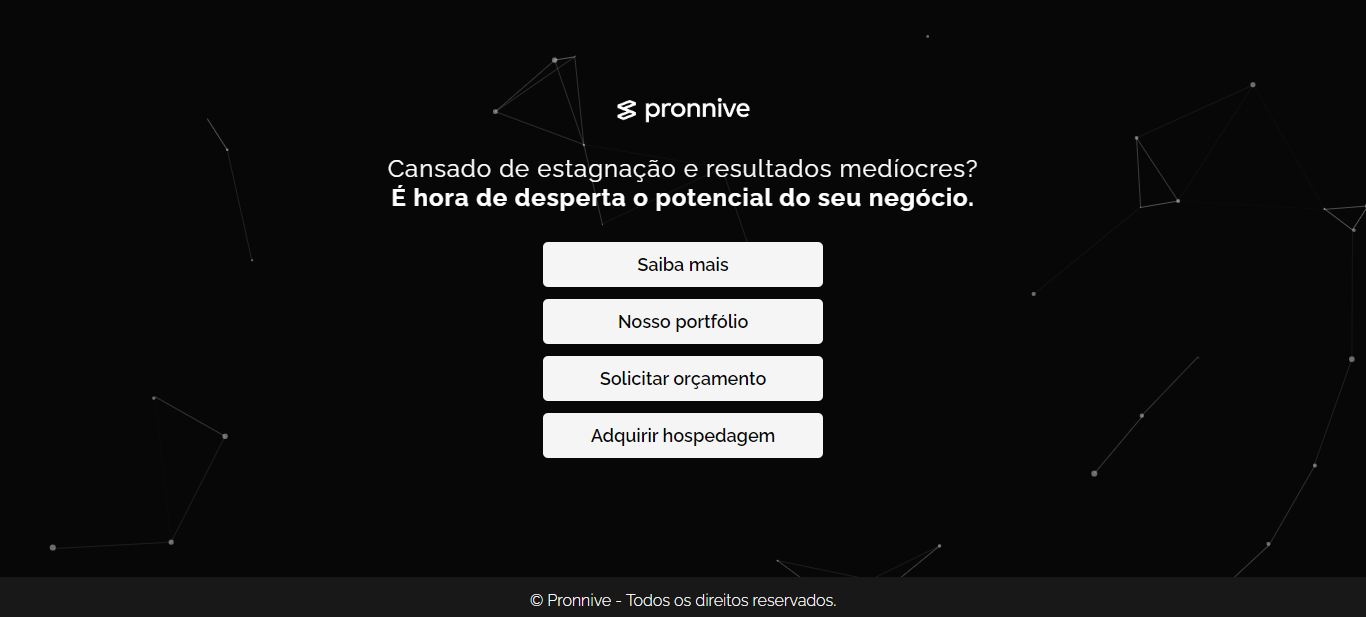 pronnive
Cansado de estagnação e resultados medíocres?
É hora de desperta o potencial do seu negócio.
Saiba mais
Nosso portfólio
Solicitar orçamento
Adquirir hospedagem
© Pronnive - Todos os direitos reservados.